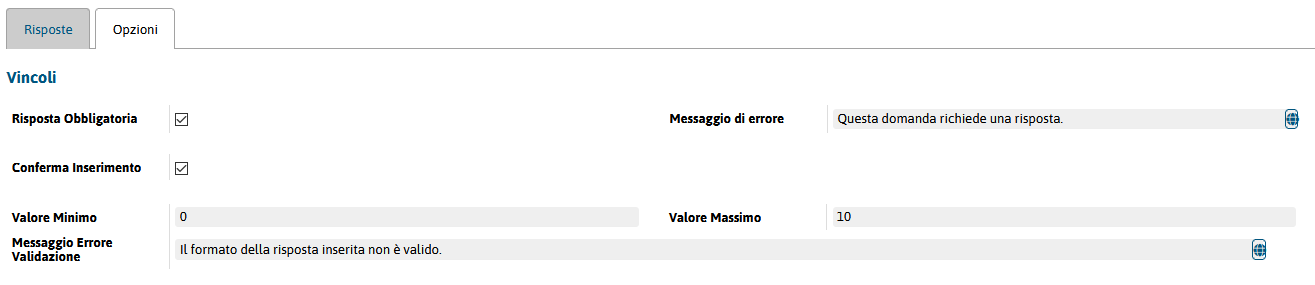 Risposte
Opzioni
Vincoli
Risposta Obbligatoria
Messaggio di errore
Questa domanda richiede una risposta.
Conferma Inserimento
Valore Minimo
0
Valore Massimo
10
Messaggio Errore
Validazione
Il formato della risposta inserita non è valido.